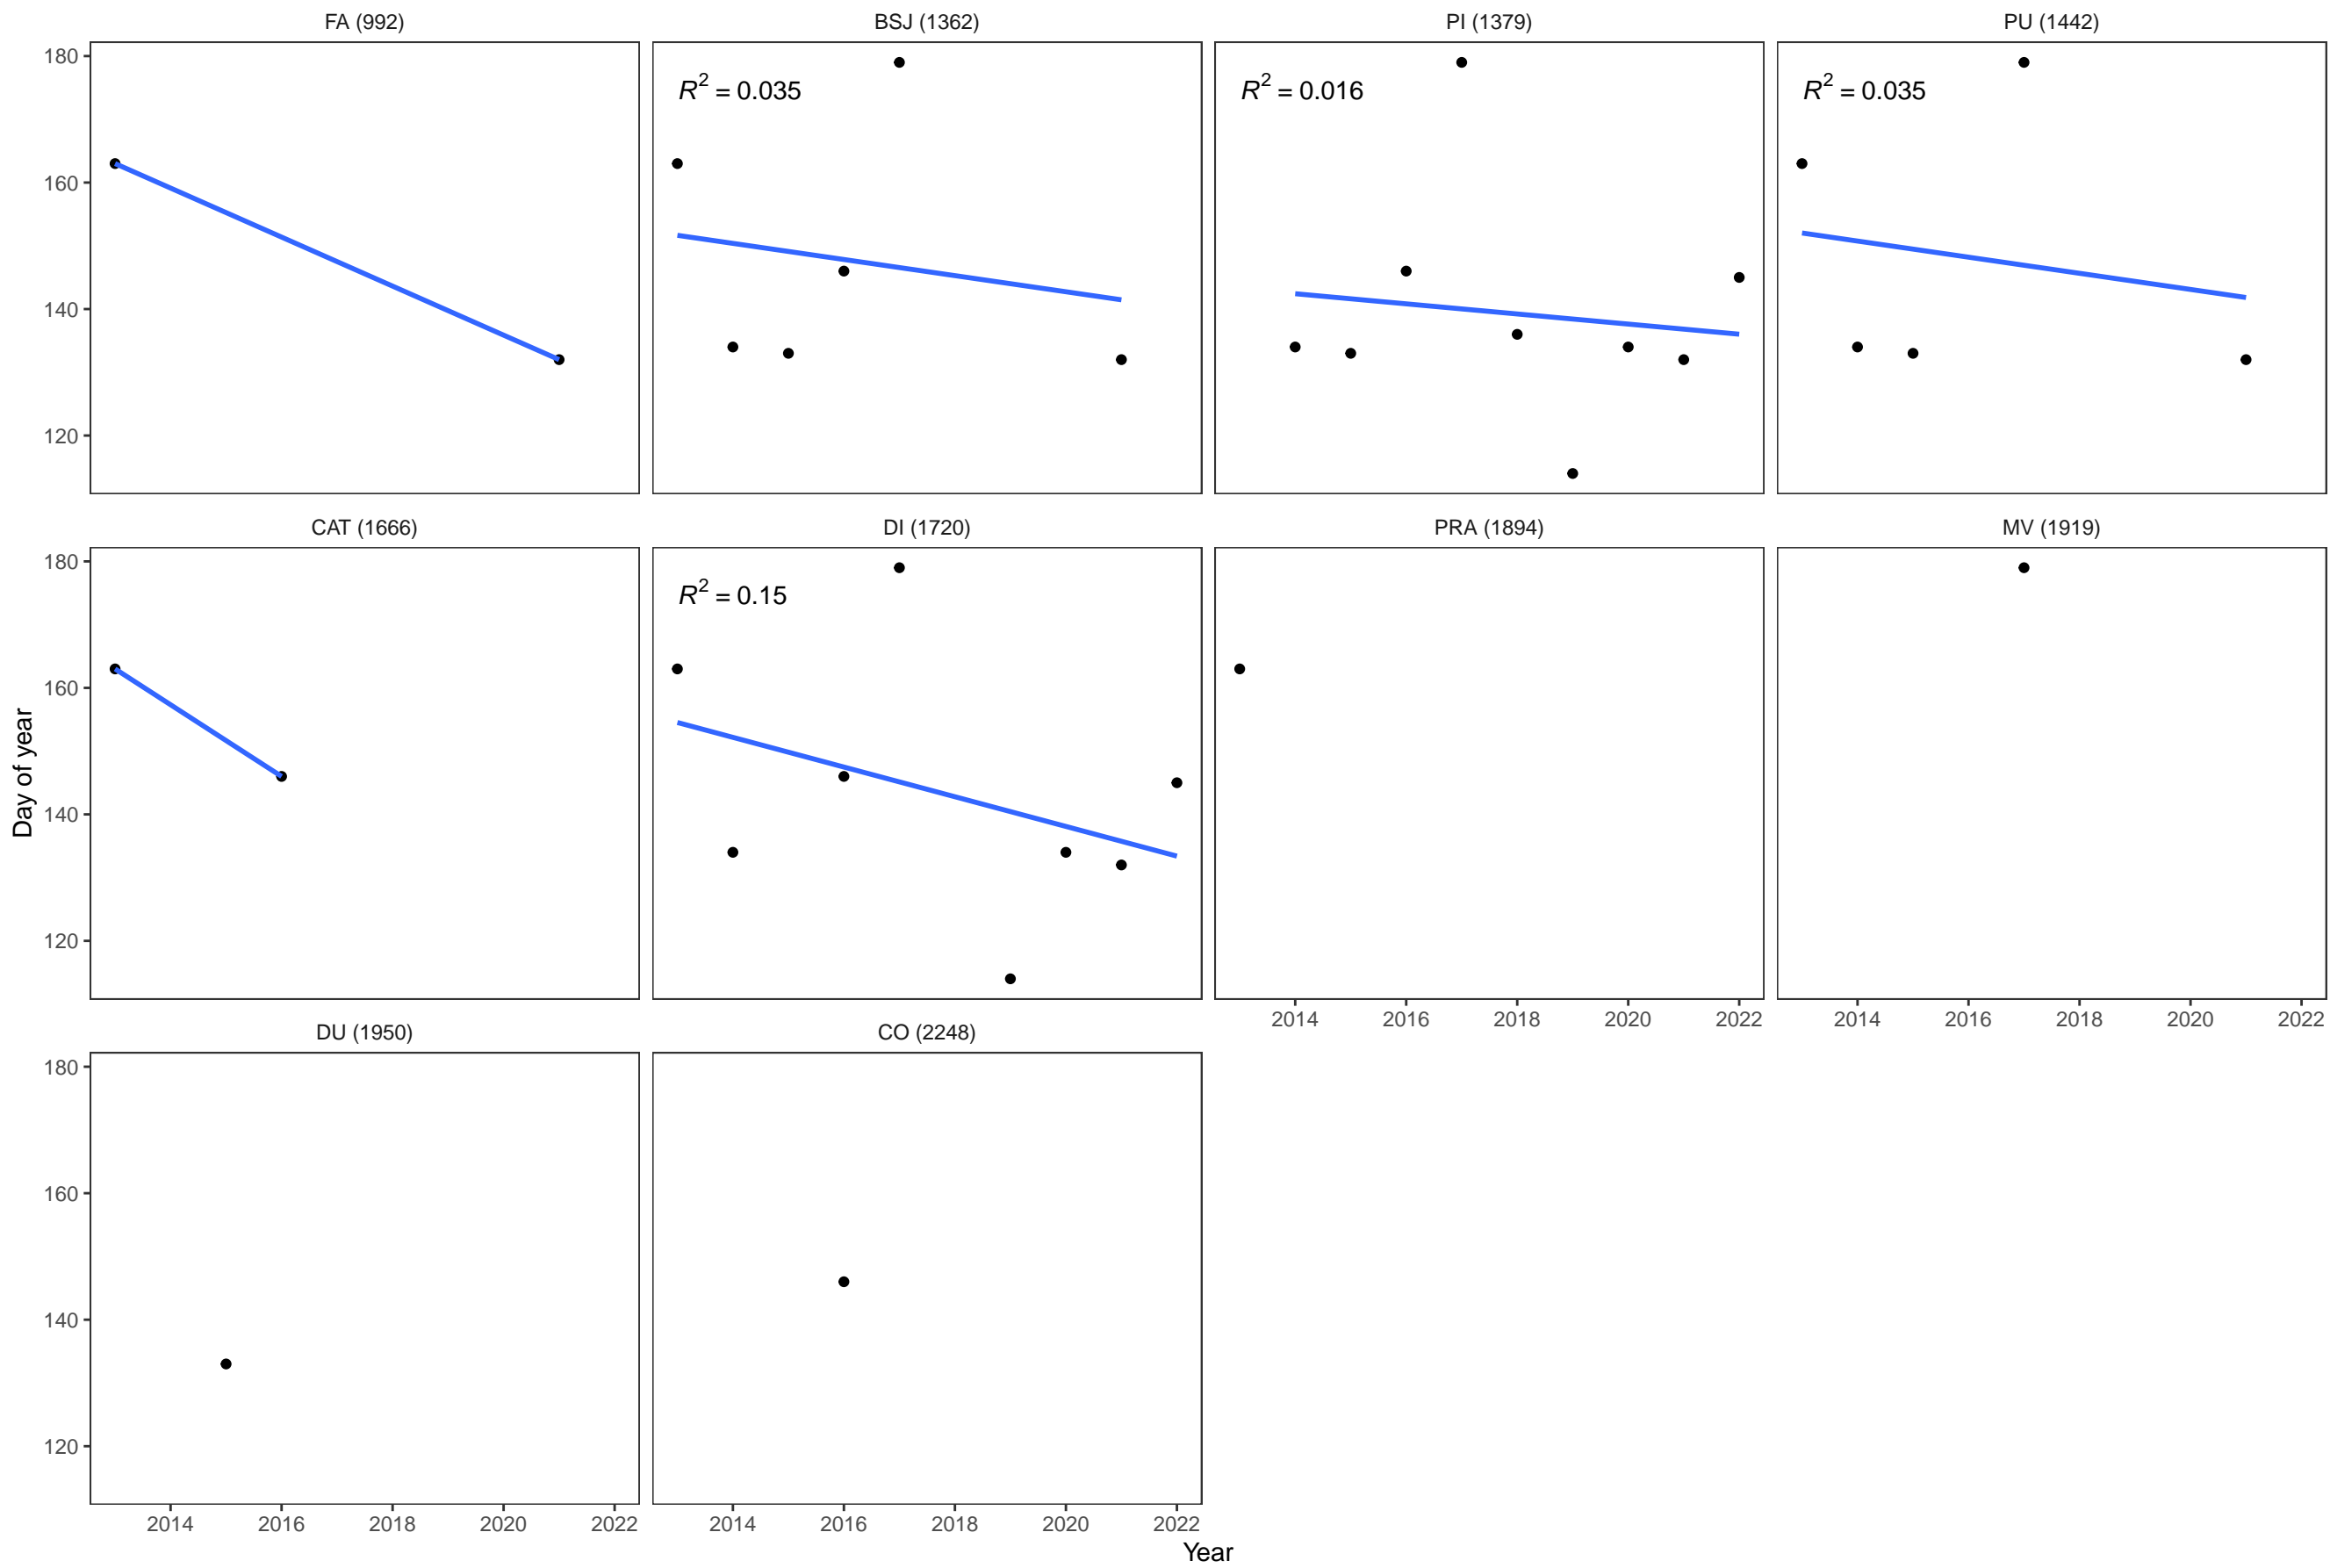 FA (992)
BSJ (1362)
PI (1379)
PU (1442)
180
160
140
120
R² = 0.035
R² = 0.016
R² = 0.035
CAT (1666)
DI (1720)
PRA (1894)
MV (1919)
180
160
140
120
R² = 0.15
Day of year
2014 2016 2018 2020 2022
2014 2016 2018 2020 2022
DU (1950)
CO (2248)
180
160
140
120
2014 2016 2018 2020 2022
2014 2016 2018 2020 2022
Year